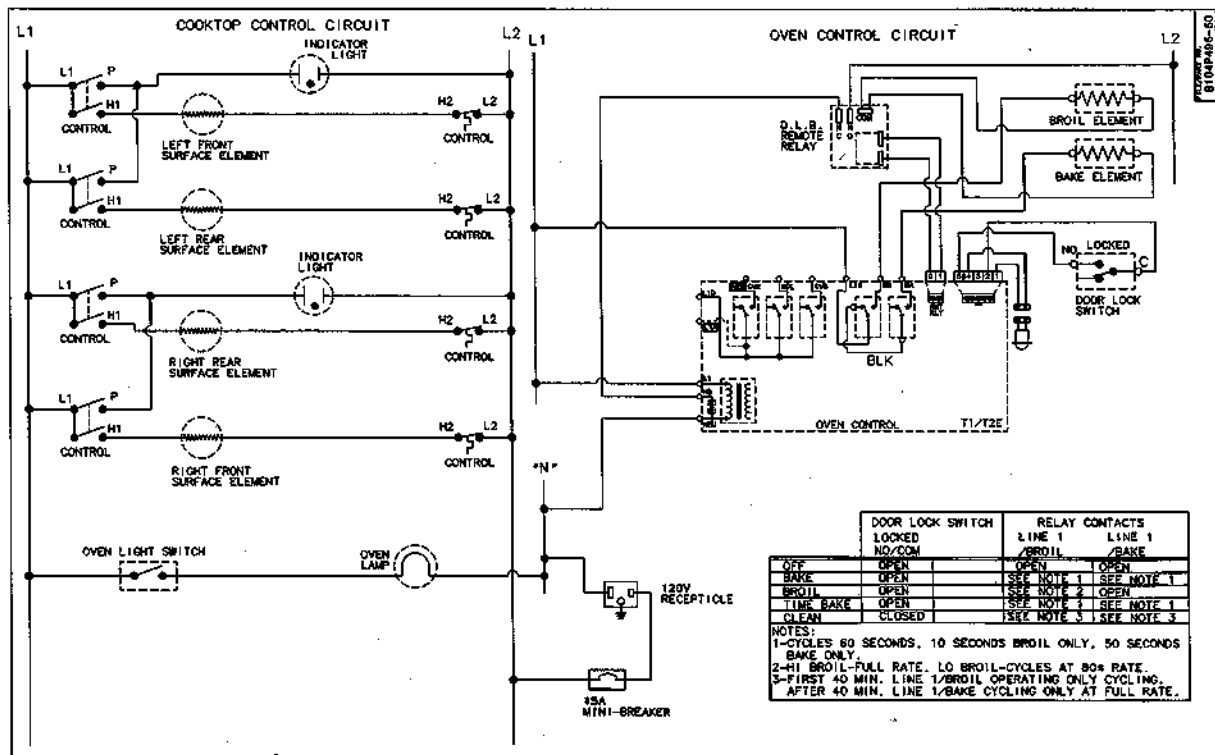 COOKTOP CONTROL CIRCUIT
OVEN CONTROL CIRCUIT
8104P496-60
L1
L2
L1
L2
INDICATOR
LIGHT
L1
P
H1
CONTROL
LEFT FRONT
SURFACE ELEMENT
H2
L2
CONTROL
L1
P
H1
CONTROL
LEFT REAR
SURFACE ELEMENT
H2
L2
CONTROL
INDICATOR
LIGHT
L1
P
H1
CONTROL
RIGHT REAR
SURFACE ELEMENT
H2
L2
CONTROL
L1
P
H1
CONTROL
RIGHT FRONT
SURFACE ELEMENT
H2
L2
CONTROL
OVEN LIGHT SWITCH
OVEN
LAMP
"N"
120V
RECEPTICLE
15A
MINI-BREAKER
D.L.B.
REMOTE
RELAY
BROIL ELEMENT
BAKE ELEMENT
NO
LOCKED
C
DOOR LOCK
SWITCH
BLK
OVEN CONTROL
T1/T2E
DOOR LOCK SWITCH
RELAY CONTACTS
LOCKED
LINE 1
LINE 1
NO/COM
/BROIL
/BAKE
OFF OPEN OPEN OPEN
BAKE OPEN SEE NOTE 1 SEE NOTE 1
BROIL OPEN SEE NOTE 2 OPEN
TIME BAKE OPEN SEE NOTE 1 SEE NOTE 1
CLEAN CLOSED SEE NOTE 3 SEE NOTE 3
NOTES:
1-CYCLES 60 SECONDS, 10 SECONDS BROIL ONLY, 50 SECONDS
BAKE ONLY.
2-HI BROIL-FULL RATE. LO BROIL-CYCLES AT 80% RATE.
3-FIRST 40 MIN. LINE 1/BROIL OPERATING ONLY CYCLING.
AFTER 40 MIN. LINE 1/BAKE CYCLING ONLY AT FULL RATE.